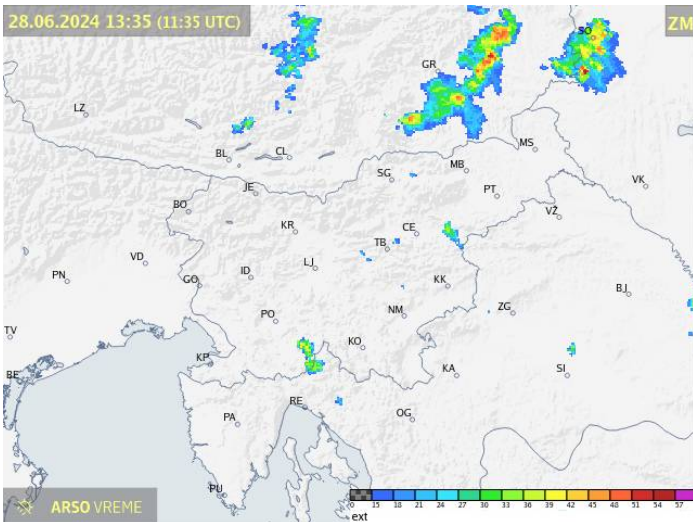 28.06.2024 13:35 (11:35 UTC)
ZM
SO
GR
LZ
MS
BL
CL
MB
SG
PT
VK
JE
BO
VŽ
KR
CE
TB
VD
LJ
ID
PN
GO
KK
BJ
NM
ZG
PO
TV
KO
KP
BE
KA
SI
RE
PA
OG
PU
ARSO VREME
0 15 18 21 24 27 30 33 36 39 42 45 48 51 54 57
ext